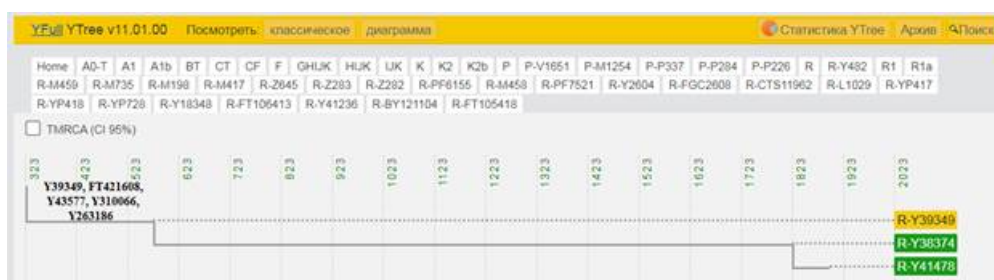 YFull YTree v11.01.00 Посмотреть: классическое диаграмма Статистика YTree Архив Поиск
Home A0-T A1 A1b BT CT CF F GHIJK HIJK IJK K K2 K2b P P-V1651 P-M1254 P-P337 P-P284 P-P226 R R-Y482 R1 R1a
R-M459 R-M735 R-M198 R-M417 R-Z645 R-Z283 R-Z282 R-PF6155 R-M458 R-PF7521 R-Y2604 R-FGC2608 R-CTS11962 R-L1029 R-YP417
R-YP418 R-YP728 R-Y18348 R-FT106413 R-Y41236 R-BY121104 R-FT105418
TMRCA (CI 95%)
323 423 523 623 723 823 923 1023 1123 1223 1323 1423 1523 1623 1723 1823 1923 2023
Y39349, FT421608,
Y43577, Y310066,
Y263186
R-Y39349
R-Y38374
R-Y41478